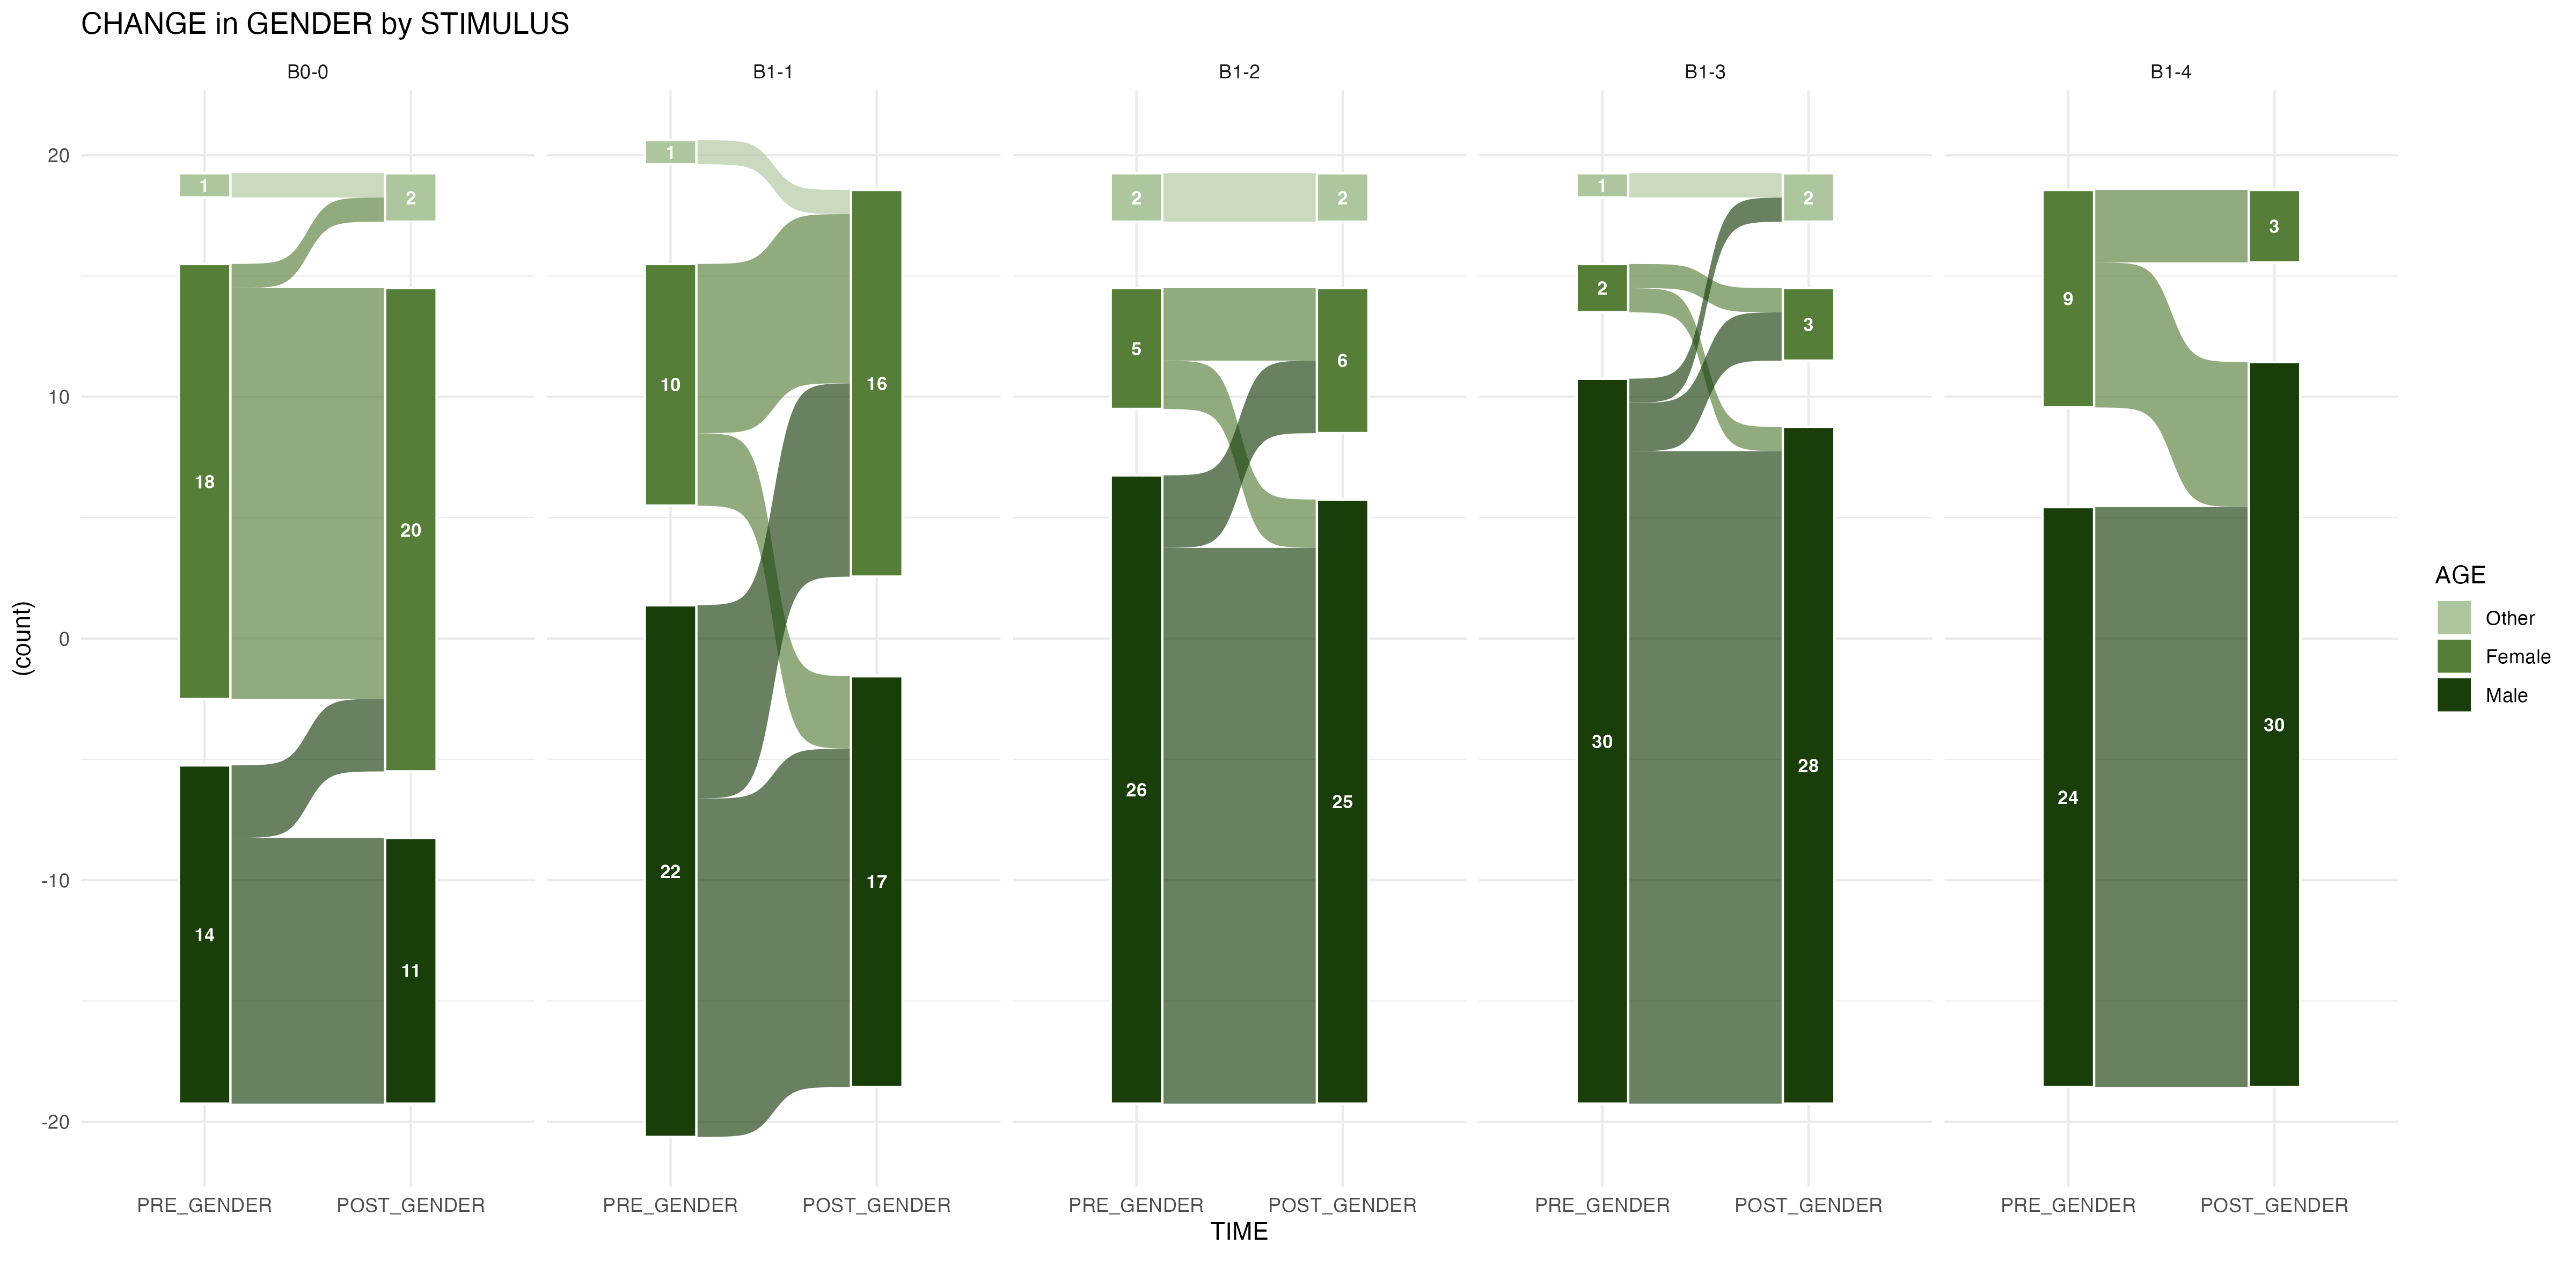 CHANGE in GENDER by STIMULUS
B0-0 B1-1 B1-2 B1-3 B1-4
20
10
0
-10
-20
(count)
1 2
18 20
14 11
1
10 16
22 17
2 2
5 6
26 25
1 2
2 3
30 28
9 3
24 30
PRE_GENDER POST_GENDER PRE_GENDER POST_GENDER PRE_GENDER POST_GENDER PRE_GENDER POST_GENDER PRE_GENDER POST_GENDER
TIME
AGE
Other
Female
Male